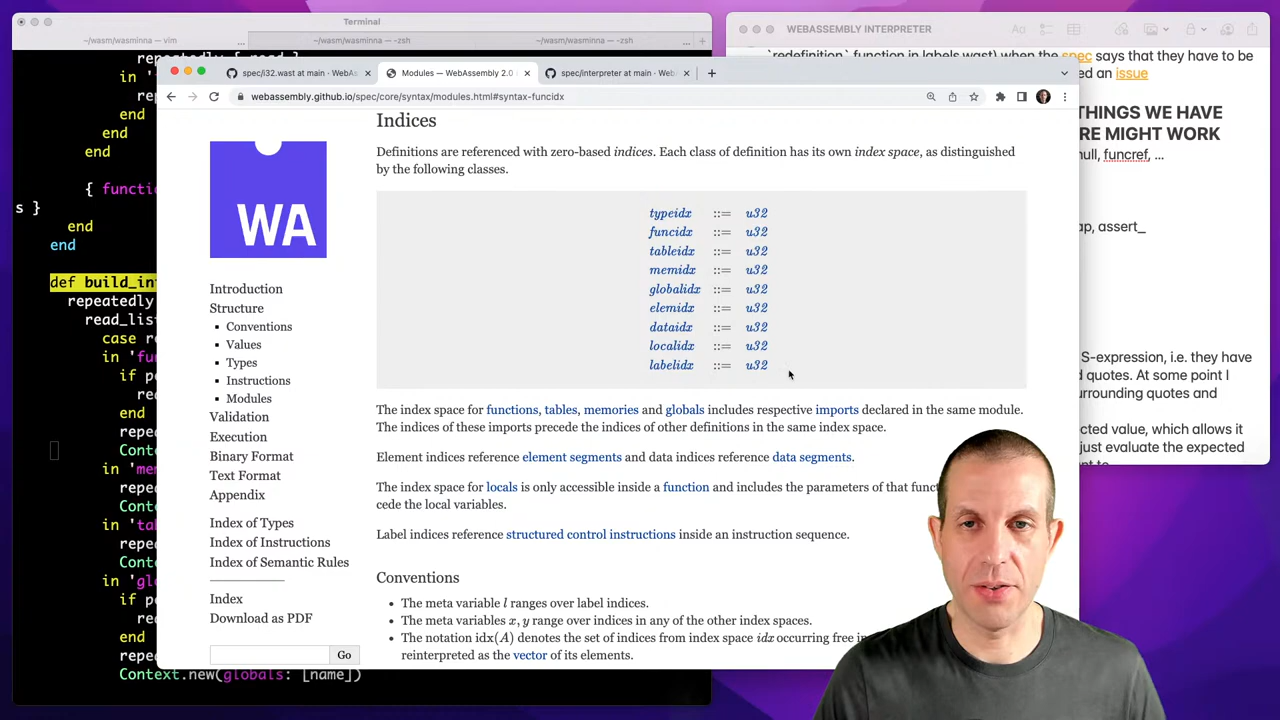 Terminal
~/wasm/wasminna — vim
...
~/wasm/wasminna — -zsh
~/wasm/wasminna — -zsh
...
WEBASSEMBLY INTERPRETER
in '
rep
end
end
end
{ functi
s }
end
end
def build_in
repeatedly
read_lis
case re
in 'fu
if p
re
end
repe
Cont
in 'me
repe
Cont
in 'ta
repe
Cont
in 'gl
if po
re
end
repe
Context.new(globals: [name])
`redefinition` function in labels.wast) when the spec says that they have to be
ed an issue
THINGS WE HAVE
RE MIGHT WORK
null, funcref, ...
ap, assert_
S-expression, i.e. they have
d quotes. At some point I
urrounding quotes and
cted value, which allows it
just evaluate the expected
spec/i32.wast at main · WebAs
Modules — WebAssembly 2.0
spec/interpreter at main · Web
webassembly.github.io/spec/core/syntax/modules.html#syntax-funcidx
WA
Introduction
Structure
Conventions
Values
Types
Instructions
Modules
Validation
Execution
Binary Format
Text Format
Appendix
Index of Types
Index of Instructions
Index of Semantic Rules
Index
Download as PDF
Go
Indices
Definitions are referenced with zero-based indices. Each class of definition has its own index space, as distinguished
by the following classes.
typeidx ::= u32
funcidx ::= u32
tableidx ::= u32
memidx ::= u32
globalidx ::= u32
elemidx ::= u32
dataidx ::= u32
localidx ::= u32
labelidx ::= u32
The index space for functions, tables, memories and globals includes respective imports declared in the same module.
The indices of these imports precede the indices of other definitions in the same index space.
Element indices reference element segments and data indices reference data segments.
The index space for locals is only accessible inside a function and includes the parameters of that funct
cede the local variables.
Label indices reference structured control instructions inside an instruction sequence.
Conventions
• The meta variable l ranges over label indices.
• The meta variables x, y range over indices in any of the other index spaces.
• The notation idx(A) denotes the set of indices from index space idx occurring free in
reinterpreted as the vector of its elements.